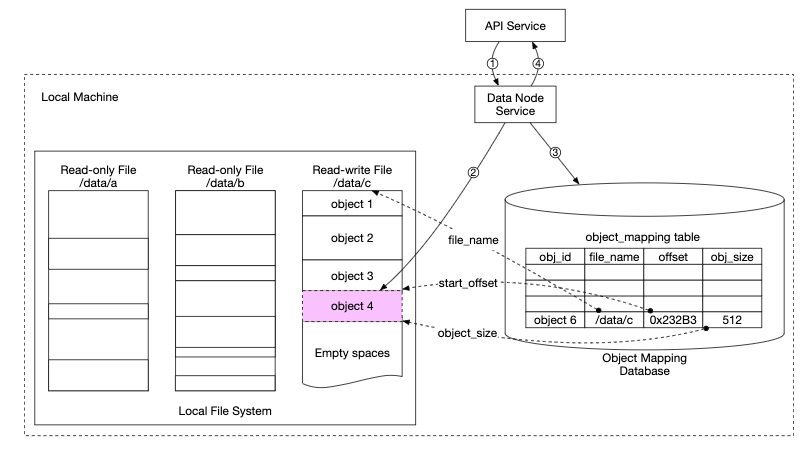 API Service
① ④
Local Machine
Data Node
Service
② ③
Read-only File
/data/a
Read-only File
/data/b
Read-write File
/data/c
object 1
object 2
object 3
object 4
Empty spaces
Local File System
file_name
start_offset
object_size
object_mapping table
obj_id file_name offset obj_size
object 6 /data/c 0x232B3 512
Object Mapping
Database